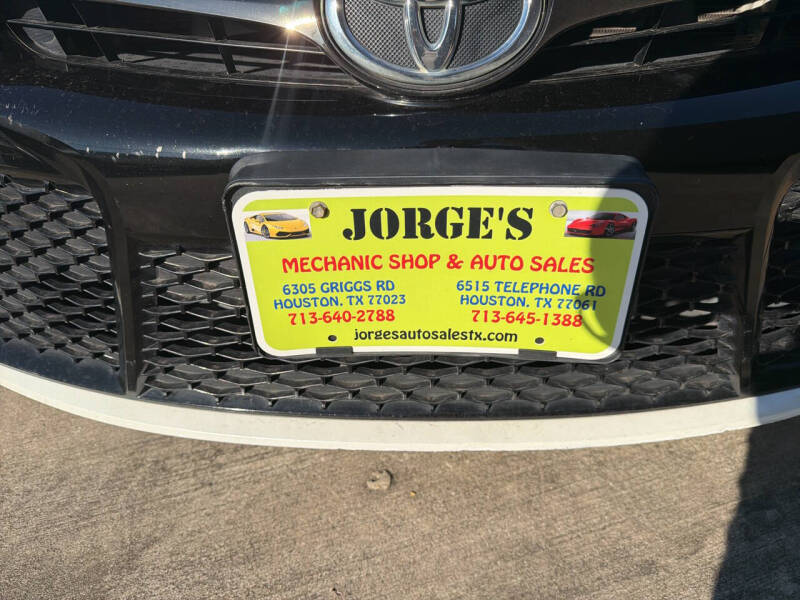 JORGE'S
MECHANIC SHOP & AUTO SALES
6305 GRIGGS RD
HOUSTON, TX 77023
713-640-2788
6515 TELEPHONE RD
HOUSTON, TX 77061
713-645-1388
jorgesautosalestx.com